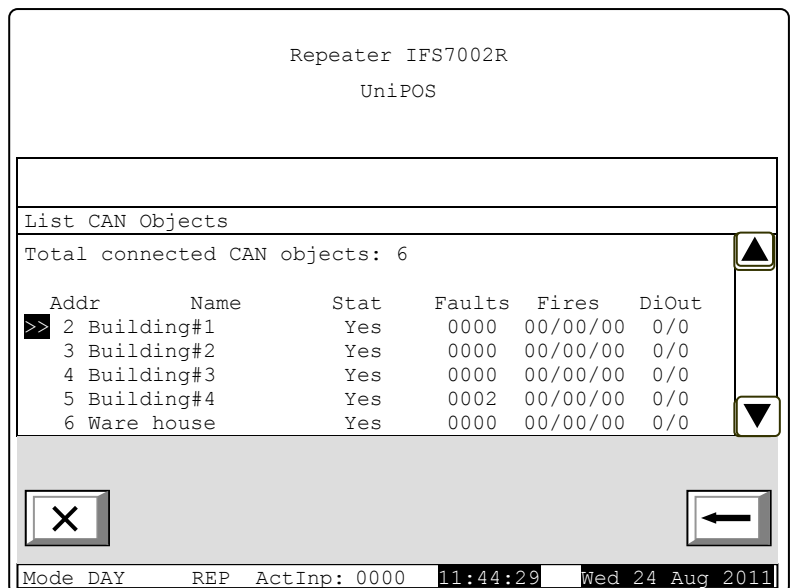 Repeater IFS7002R
UniPOS
List CAN Objects
Total connected CAN objects: 6
Addr Name Stat Faults Fires DiOut
>> 2 Building#1 Yes 0000 00/00/00 0/0
3 Building#2 Yes 0000 00/00/00 0/0
4 Building#3 Yes 0000 00/00/00 0/0
5 Building#4 Yes 0002 00/00/00 0/0
6 Ware house Yes 0000 00/00/00 0/0
Mode DAY REP ActInp: 0000 11:44:29 Wed 24 Aug 2011